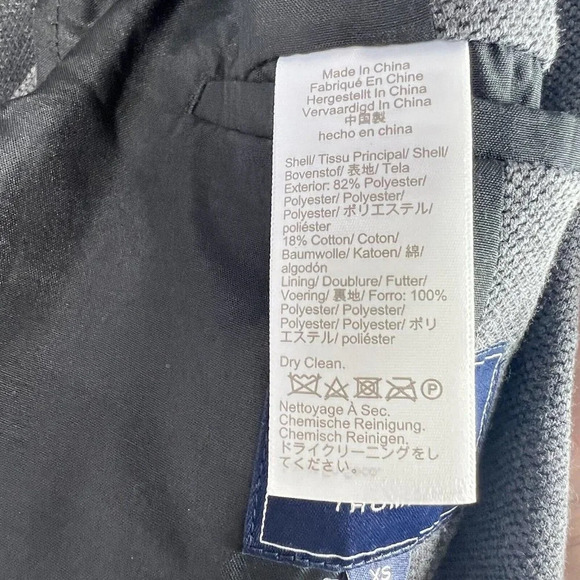 Made In China
Fabriqué En Chine
Hergestellt In China
Vervaardigd In China
中国製
hecho en china
Shell/ Tissu Principal/ Shell/
Bovenstof/ 表地/ Tela
Exterior: 82% Polyester/
Polyester/ Polyester/
Polyester/ ポリエステル/
poliéster
18% Cotton/ Coton/
Baumwolle/ Katoen/ 綿/
algodón
Lining/ Doublure/ Futter/
Voering/ 裏地/ Forro: 100%
Polyester/ Polyester/
Polyester/ Polyester/ ポリ
エステル/ poliéster
Dry Clean.
P
Nettoyage À Sec.
Chemische Reinigung.
Chemisch Reinigen.
ドライクリーニングをし
てください。
XS